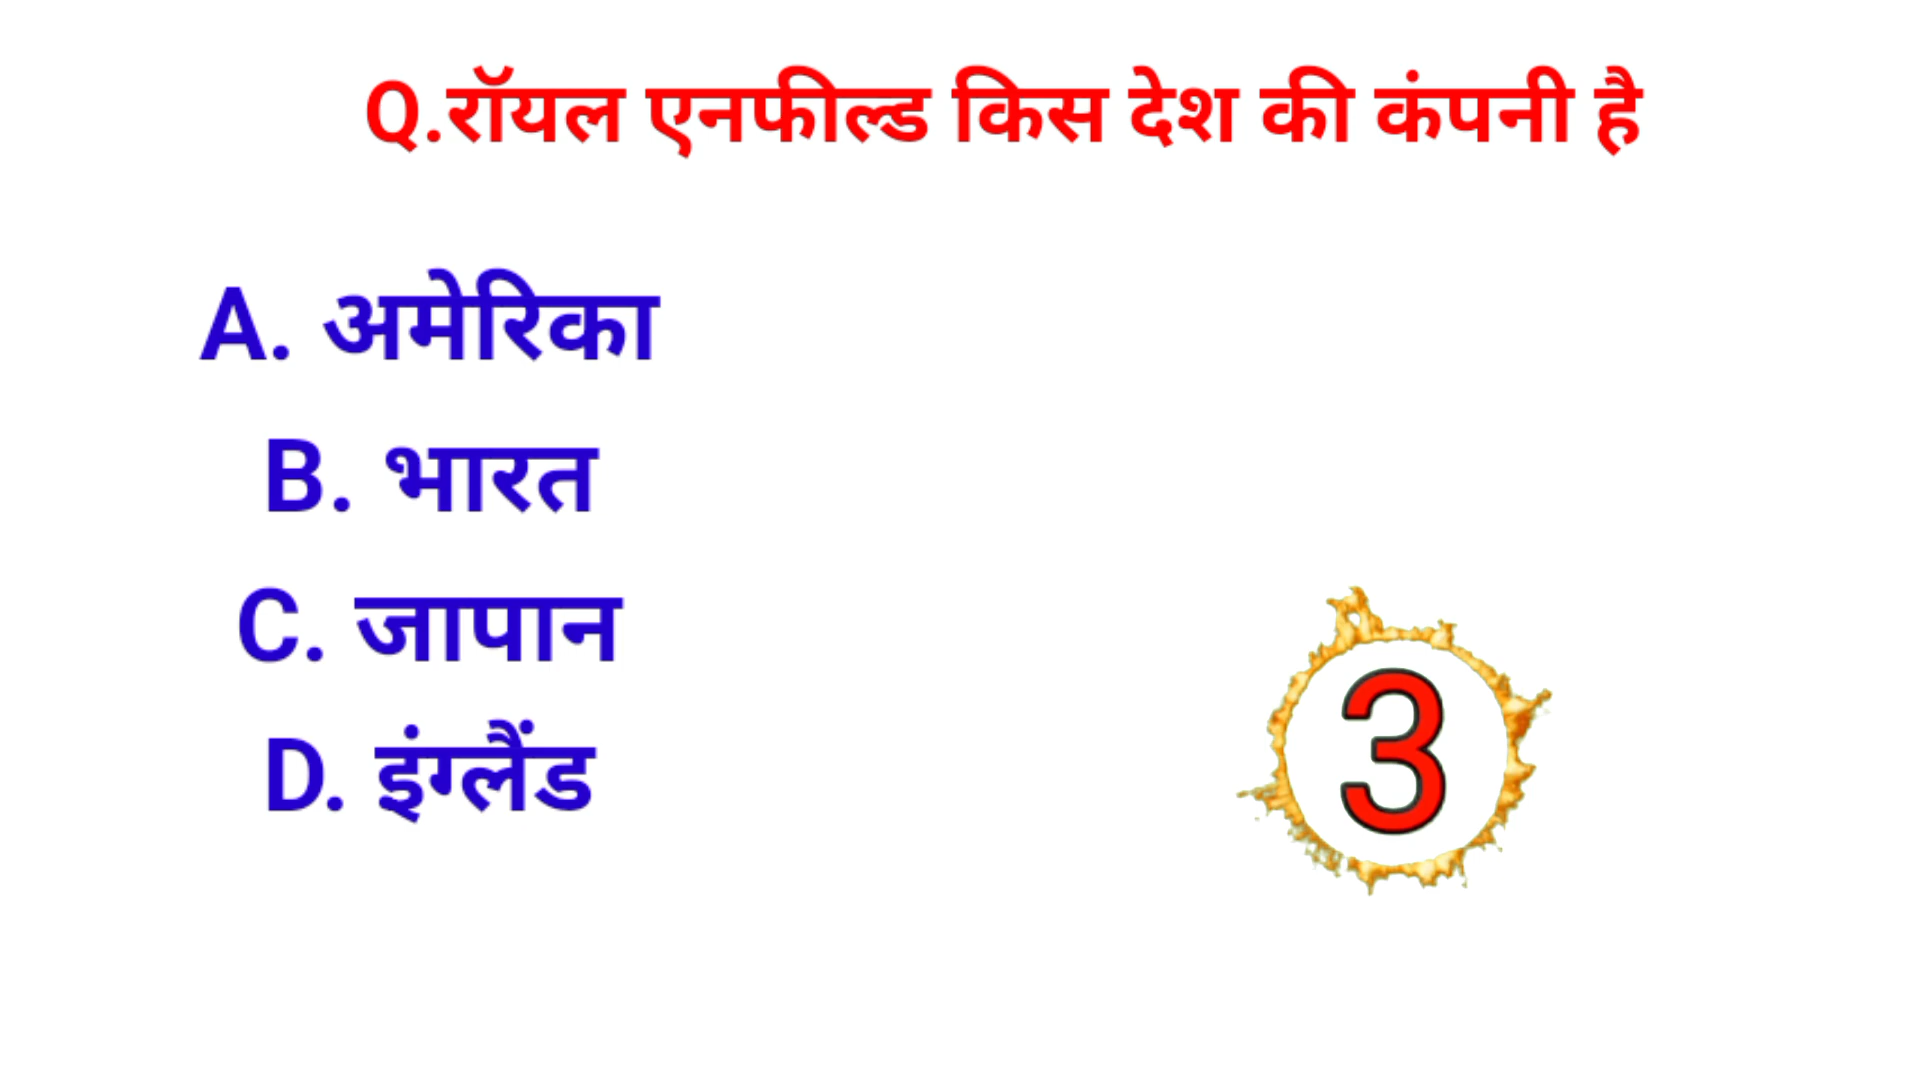 Q.रॉयल एनफील्ड किस देश की कंपनी है
A. अमेरिका
B. भारत
C. जापान
D. इंग्लैंड
3